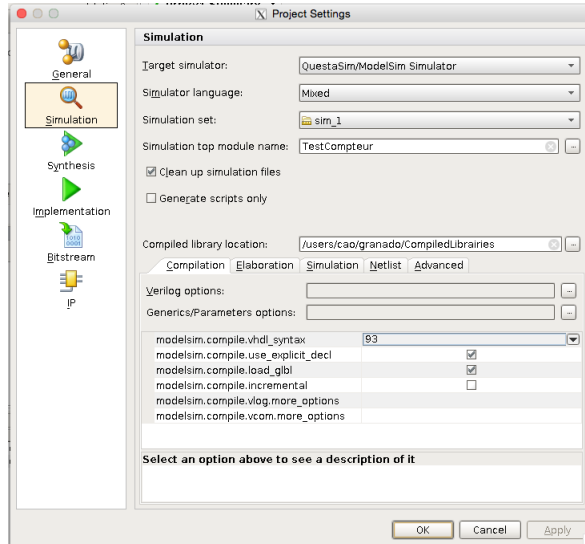 Project Settings
General
Simulation
Synthesis
Implementation
Bitstream
IP
Simulation
Target simulator: QuestaSim/ModelSim Simulator
Simulator language: Mixed
Simulation set: sim_1
Simulation top module name: TestCompteur
Clean up simulation files
Generate scripts only
Compiled library location: /users/cao/granado/CompiledLibrairies
Compilation Elaboration Simulation Netlist Advanced
Verilog options:
Generics/Parameters options:
modelsim.compile.vhdl_syntax 93
modelsim.compile.use_explicit_decl
modelsim.compile.load_glbl
modelsim.compile.incremental
modelsim.compile.vlog.more_options
modelsim.compile.vcom.more_options
Select an option above to see a description of it
OK Cancel Apply